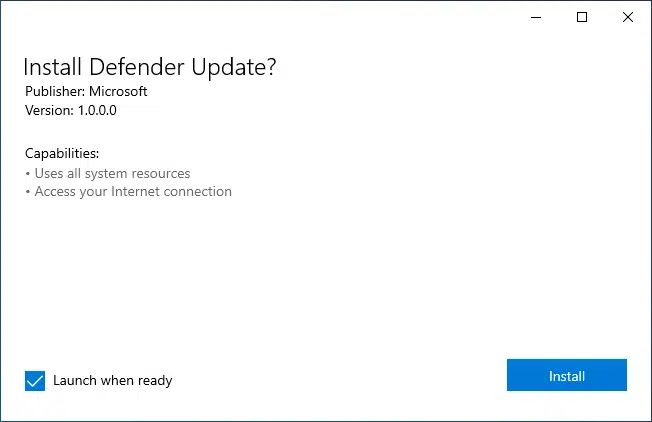 Install Defender Update?
Publisher: Microsoft
Version: 1.0.0.0
Capabilities:
• Uses all system resources
• Access your Internet connection
Launch when ready
Install